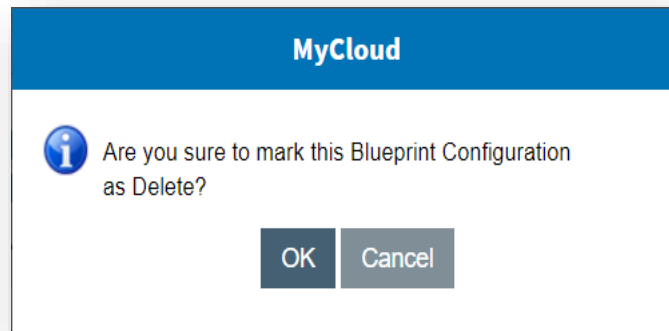 MyCloud
Are you sure to mark this Blueprint Configuration
as Delete?
OK
Cancel